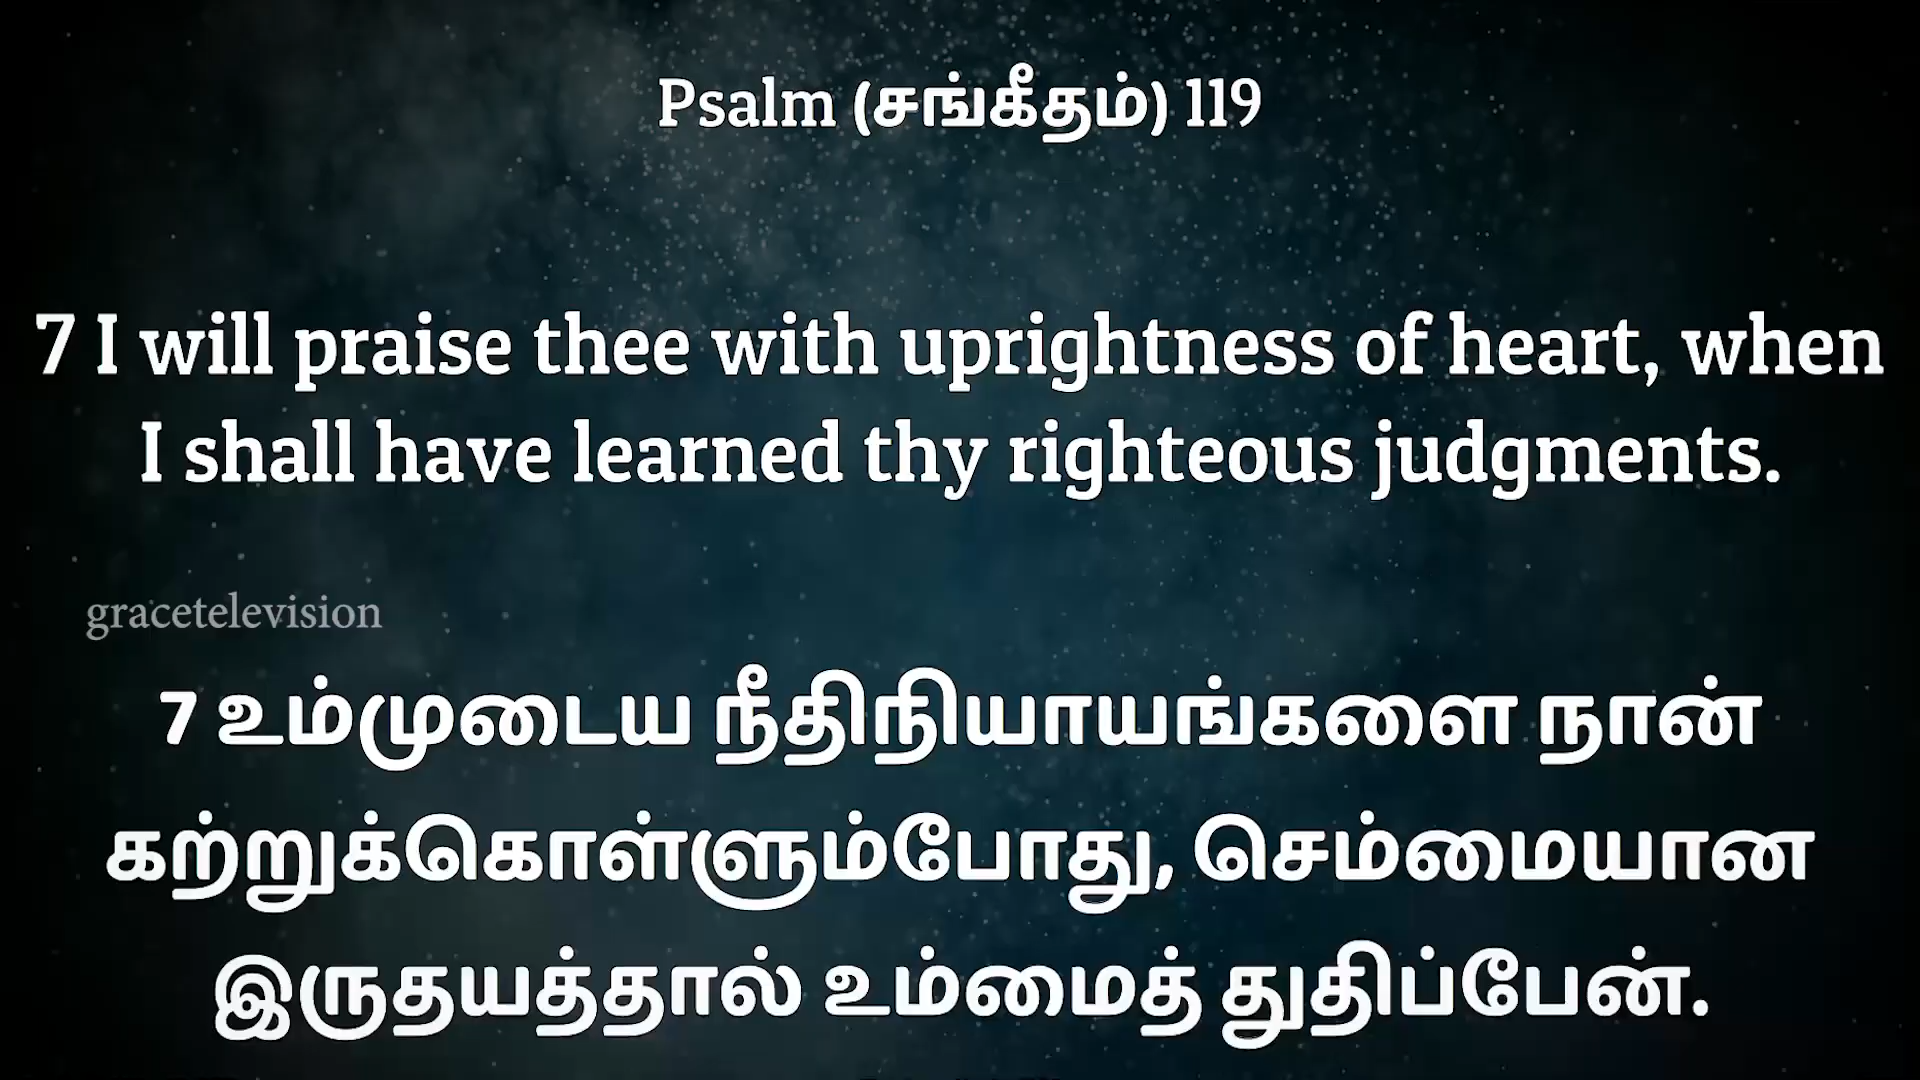 Psalm (சங்கீதம்) 119
7 I will praise thee with uprightness of heart, when
I shall have learned thy righteous judgments.
gracetelevision
7 உம்முடைய நீதிநியாயங்களை நான்
கற்றுக்கொள்ளும்போது, செம்மையான
இருதயத்தால் உம்மைத் துதிப்பேன்.